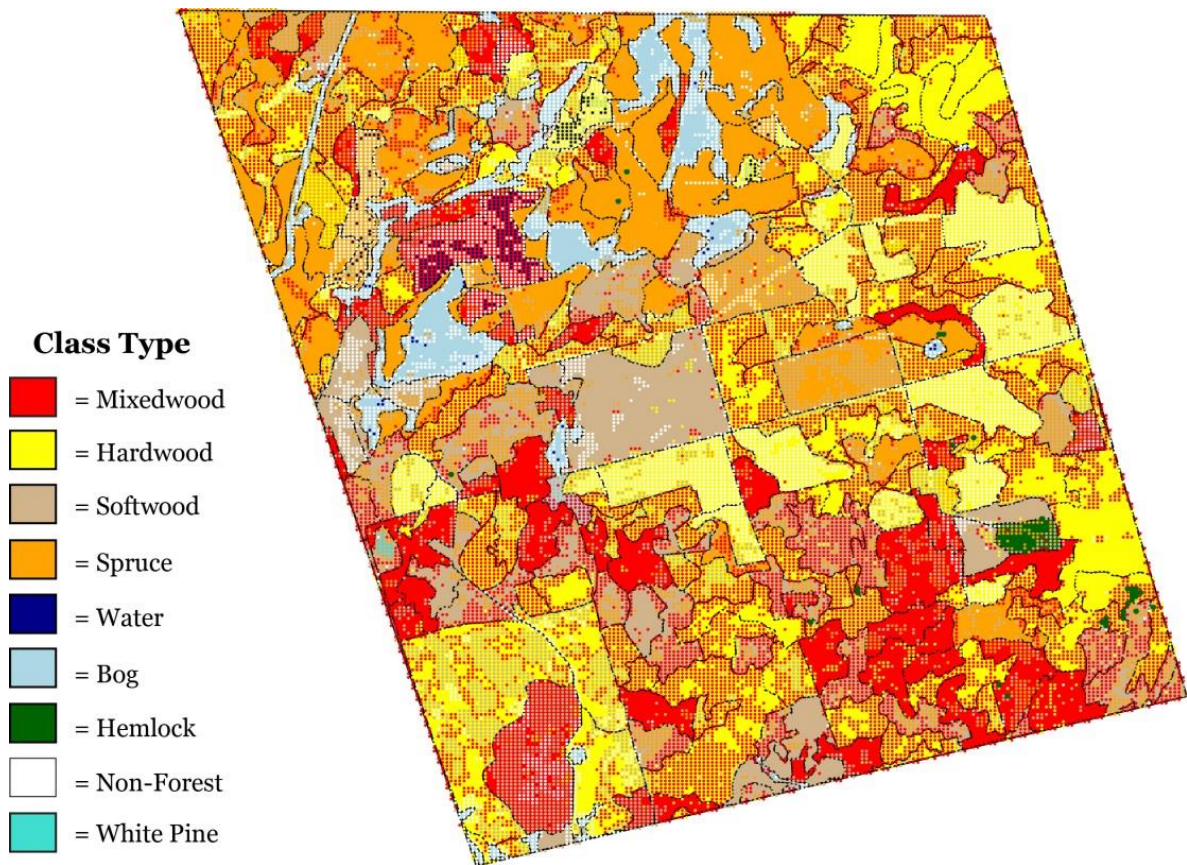 Class Type
= Mixedwood
= Hardwood
= Softwood
= Spruce
= Water
= Bog
= Hemlock
= Non-Forest
= White Pine